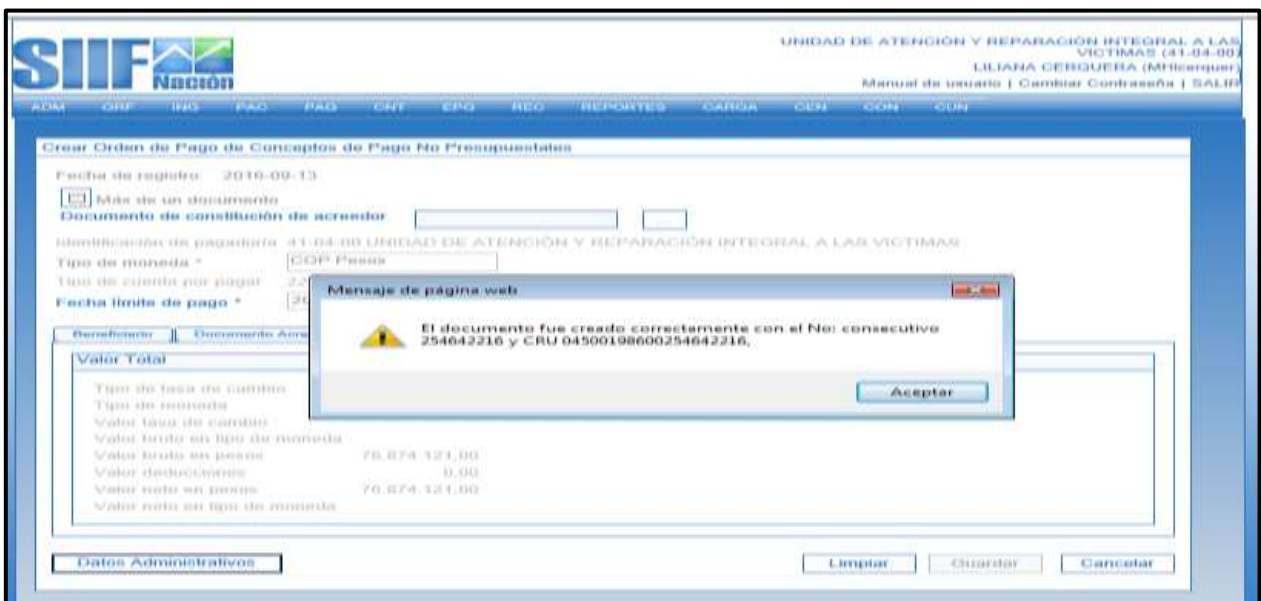 SIIF
Nación
UNIDAD DE ATENCIÓN Y REPARACIÓN INTEGRAL A LAS
VICTIMAS (41-04-00)
LILIANA CERQUERA (MHlicerquer)
Manual de usuario | Cambiar Contraseña | SALIR
ADM ORF ING PAC PAG CNT EPG REC REPORTES CARGA CEN CON CUN
Crear Orden de Pago de Conceptos de Pago No Presupuestales
Fecha de registro 2016-09-13
Más de un documento
Documento de constitución de acreedor
Identificación de pagaduría 41-04-00 UNIDAD DE ATENCIÓN Y REPARACIÓN INTEGRAL A LAS VICTIMAS
Tipo de moneda * COP Pesos
Tipo de cuenta por pagar 22
Fecha límite de pago * 20
Mensaje de página web
El documento fue creado correctamente con el No: consecutivo
254642216 y CRU 04500198600254642216,
Aceptar
Beneficiario Documento Acre
Valor Total
Tipo de tasa de cambio
Tipo de moneda
Valor tasa de cambio
Valor bruto en tipo de moneda
Valor bruto en pesos 76.874.121,00
Valor deducciones 0,00
Valor neto en pesos 76.874.121,00
Valor neto en tipo de moneda
Datos Administrativos Limpiar Guardar Cancelar